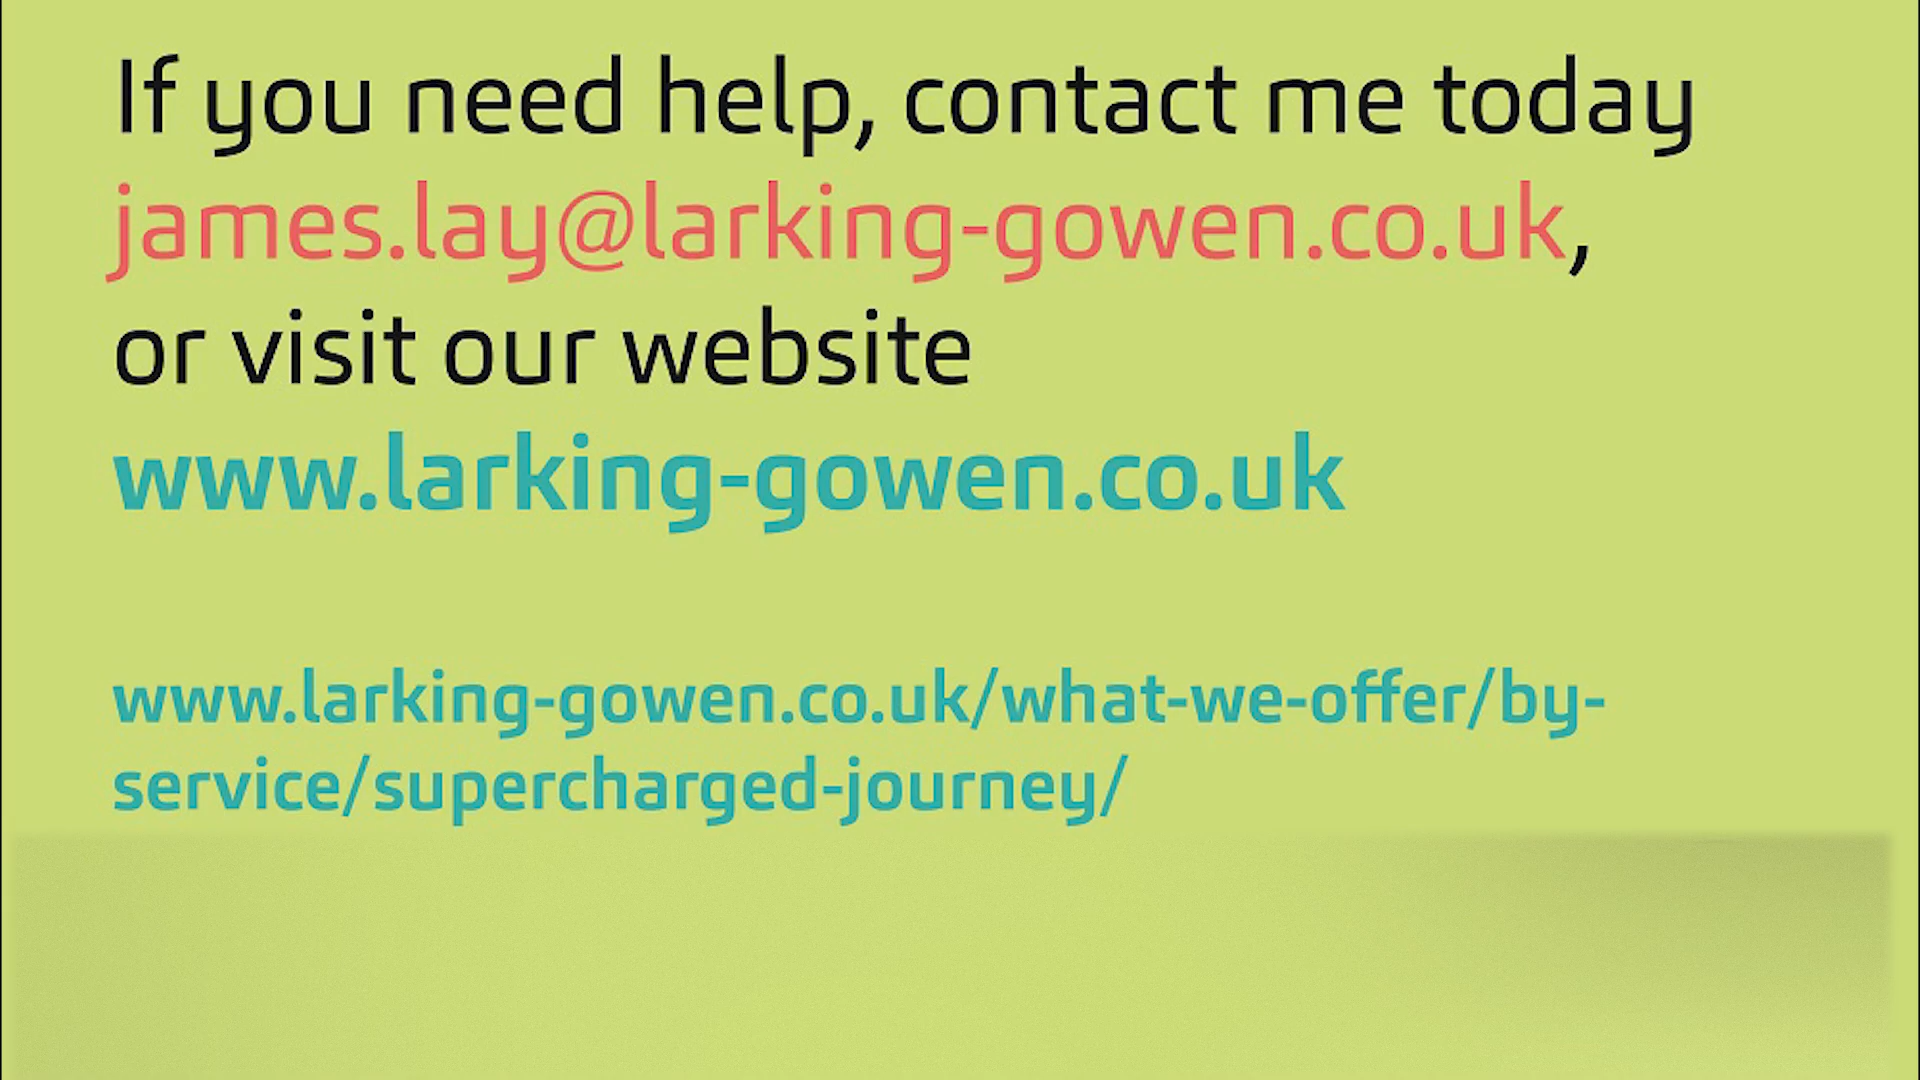 If you need help, contact me today
james.lay@larking-gowen.co.uk,
or visit our website
www.larking-gowen.co.uk
www.larking-gowen.co.uk/what-we-offer/by-
service/supercharged-journey/